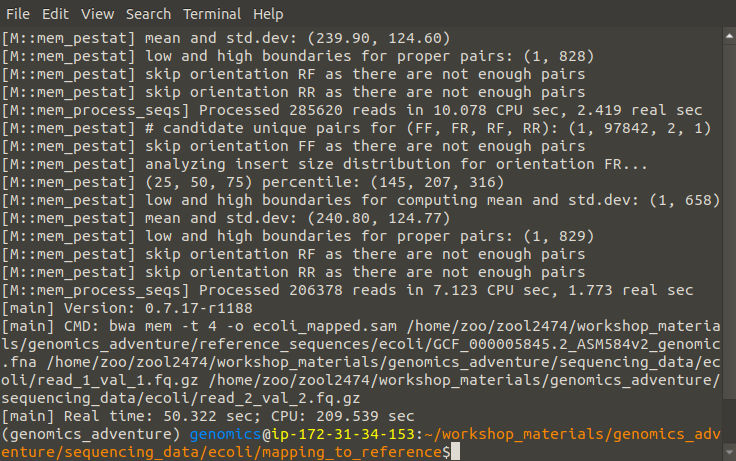 File Edit View Search Terminal Help
[M::mem_pestat] mean and std.dev: (239.90, 124.60)
[M::mem_pestat] low and high boundaries for proper pairs: (1, 828)
[M::mem_pestat] skip orientation RF as there are not enough pairs
[M::mem_pestat] skip orientation RR as there are not enough pairs
[M::mem_process_seqs] Processed 285620 reads in 10.078 CPU sec, 2.419 real sec
[M::mem_pestat] # candidate unique pairs for (FF, FR, RF, RR): (1, 97842, 2, 1)
[M::mem_pestat] skip orientation FF as there are not enough pairs
[M::mem_pestat] analyzing insert size distribution for orientation FR...
[M::mem_pestat] (25, 50, 75) percentile: (145, 207, 316)
[M::mem_pestat] low and high boundaries for computing mean and std.dev: (1, 658)
[M::mem_pestat] mean and std.dev: (240.80, 124.77)
[M::mem_pestat] low and high boundaries for proper pairs: (1, 829)
[M::mem_pestat] skip orientation RF as there are not enough pairs
[M::mem_pestat] skip orientation RR as there are not enough pairs
[M::mem_process_seqs] Processed 206378 reads in 7.123 CPU sec, 1.773 real sec
[main] Version: 0.7.17-r1188
[main] CMD: bwa mem -t 4 -o ecoli_mapped.sam /home/zoo/zool2474/workshop_materia
ls/genomics_adventure/reference_sequences/ecoli/GCF_000005845.2_ASM584v2_genomic
.fna /home/zoo/zool2474/workshop_materials/genomics_adventure/sequencing_data/ec
oli/read_1_val_1.fq.gz /home/zoo/zool2474/workshop_materials/genomics_adventure/
sequencing_data/ecoli/read_2_val_2.fq.gz
[main] Real time: 50.322 sec; CPU: 209.539 sec
(genomics_adventure) genomics@ip-172-31-34-153:~/workshop_materials/genomics_adv
enture/sequencing_data/ecoli/mapping_to_reference$